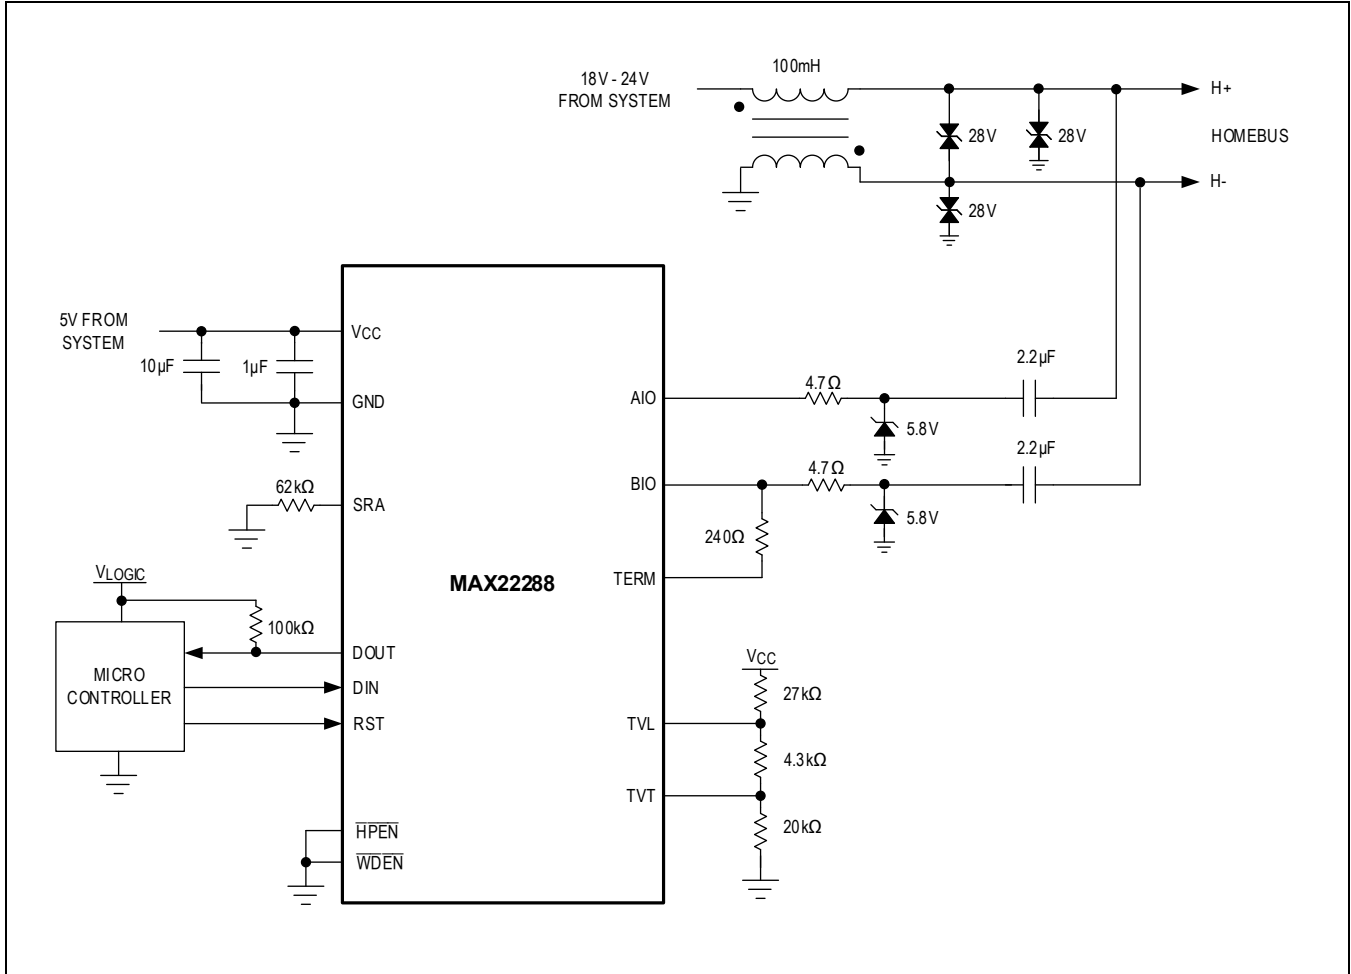 100mH
18V - 24V
FROM SYSTEM
H+
28V
28V
HOMEBUS
H-
28V
5V FROM
SYSTEM
VCC
10µF
1µF
2.2µF
4.7Ω
AIO
GND
5.8V
2.2µF
4.7Ω
BIO
62kΩ
SRA
5.8V
240Ω
VLOGIC
TERM
MAX22288
100kΩ
DOUT
VCC
MICRO
CONTROLLER
DIN
27kΩ
RST
TVL
4.3kΩ
TVT
HPEN
20kΩ
WDEN